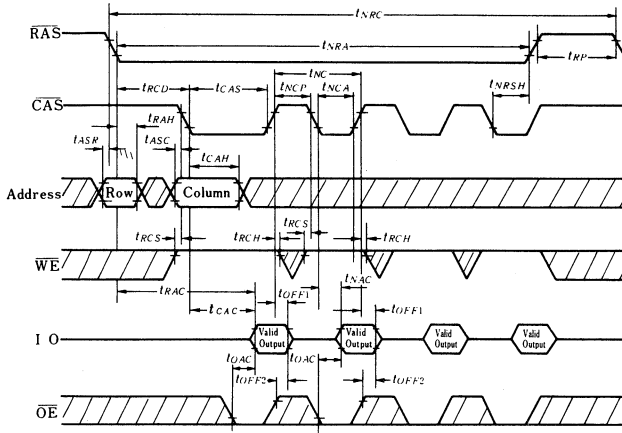 tNRC
RAS
tNRA
tRP
tNC
tRCD
tCAS
tNCP
tNCA
tNRSH
CAS
tRAH
tASR
tASC
tCAH
Address
Row
Column
tRCS
tRCS
tRCH
tRCH
WE
tRAC
tNAC
tCAC
tOFF1
tOFF1
I O
Valid Output
Valid Output
Valid Output
Valid Output
tOAC
tOAC
tOFF2
tOFF2
OE